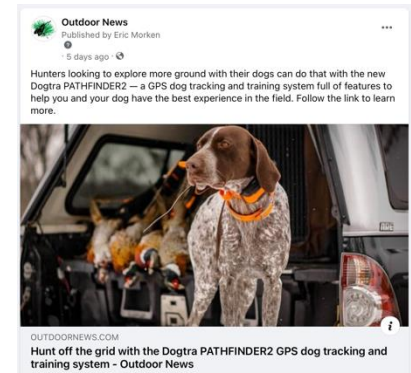 Outdoor News
Published by Eric Morken
· 5 days ago ·
Hunters looking to explore more ground with their dogs can do that with the new
Dogtra PATHFINDER2 — a GPS dog tracking and training system full of features to
help you and your dog have the best experience in the field. Follow the link to learn
more.
OUTDOORNEWS.COM
Hunt off the grid with the Dogtra PATHFINDER2 GPS dog tracking and
training system - Outdoor News